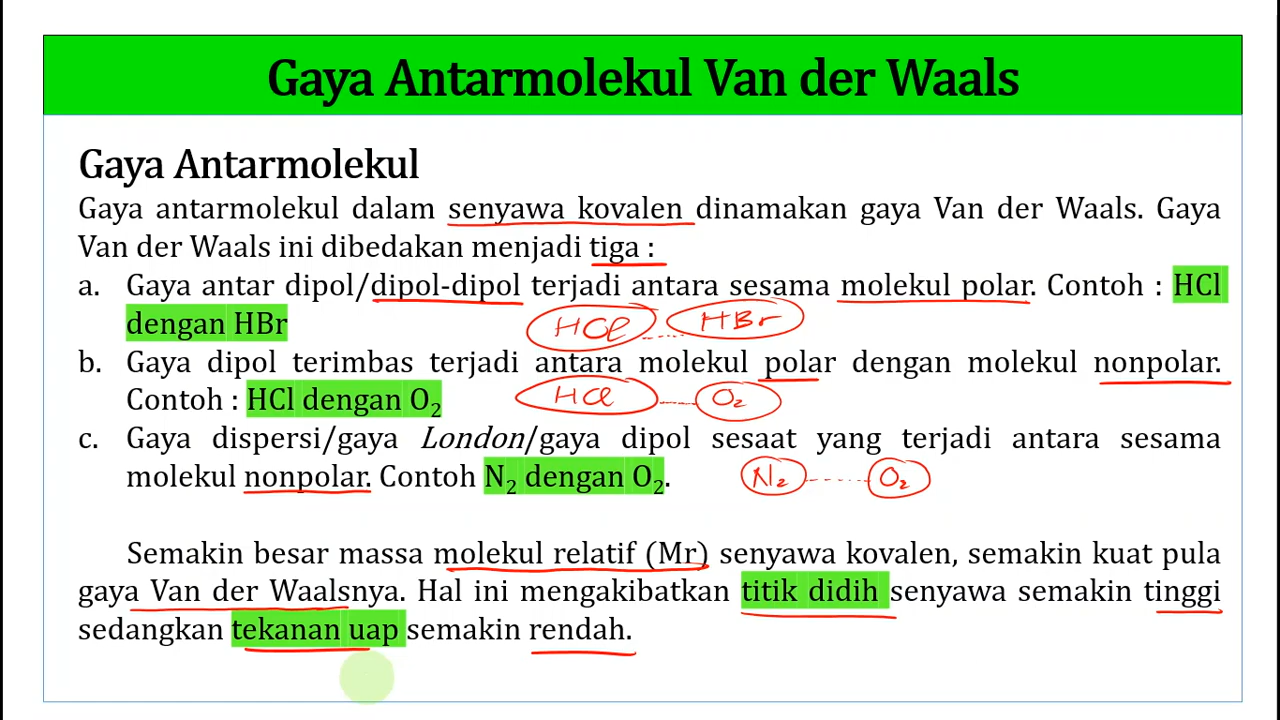 Gaya Antarmolekul Van der Waals
Gaya Antarmolekul
Gaya antarmolekul dalam senyawa kovalen dinamakan gaya Van der Waals. Gaya
Van der Waals ini dibedakan menjadi tiga :
a. Gaya antar dipol/dipol-dipol terjadi antara sesama molekul polar. Contoh : HCl
dengan HBr
HCl HBr
b. Gaya dipol terimbas terjadi antara molekul polar dengan molekul nonpolar.
Contoh : HCl dengan O₂
HCl O₂
c. Gaya dispersi/gaya London/gaya dipol sesaat yang terjadi antara sesama
molekul nonpolar. Contoh N₂ dengan O₂.
N₂ O₂
Semakin besar massa molekul relatif (Mr) senyawa kovalen, semakin kuat pula
gaya Van der Waalsnya. Hal ini mengakibatkan titik didih senyawa semakin tinggi
sedangkan tekanan uap semakin rendah.